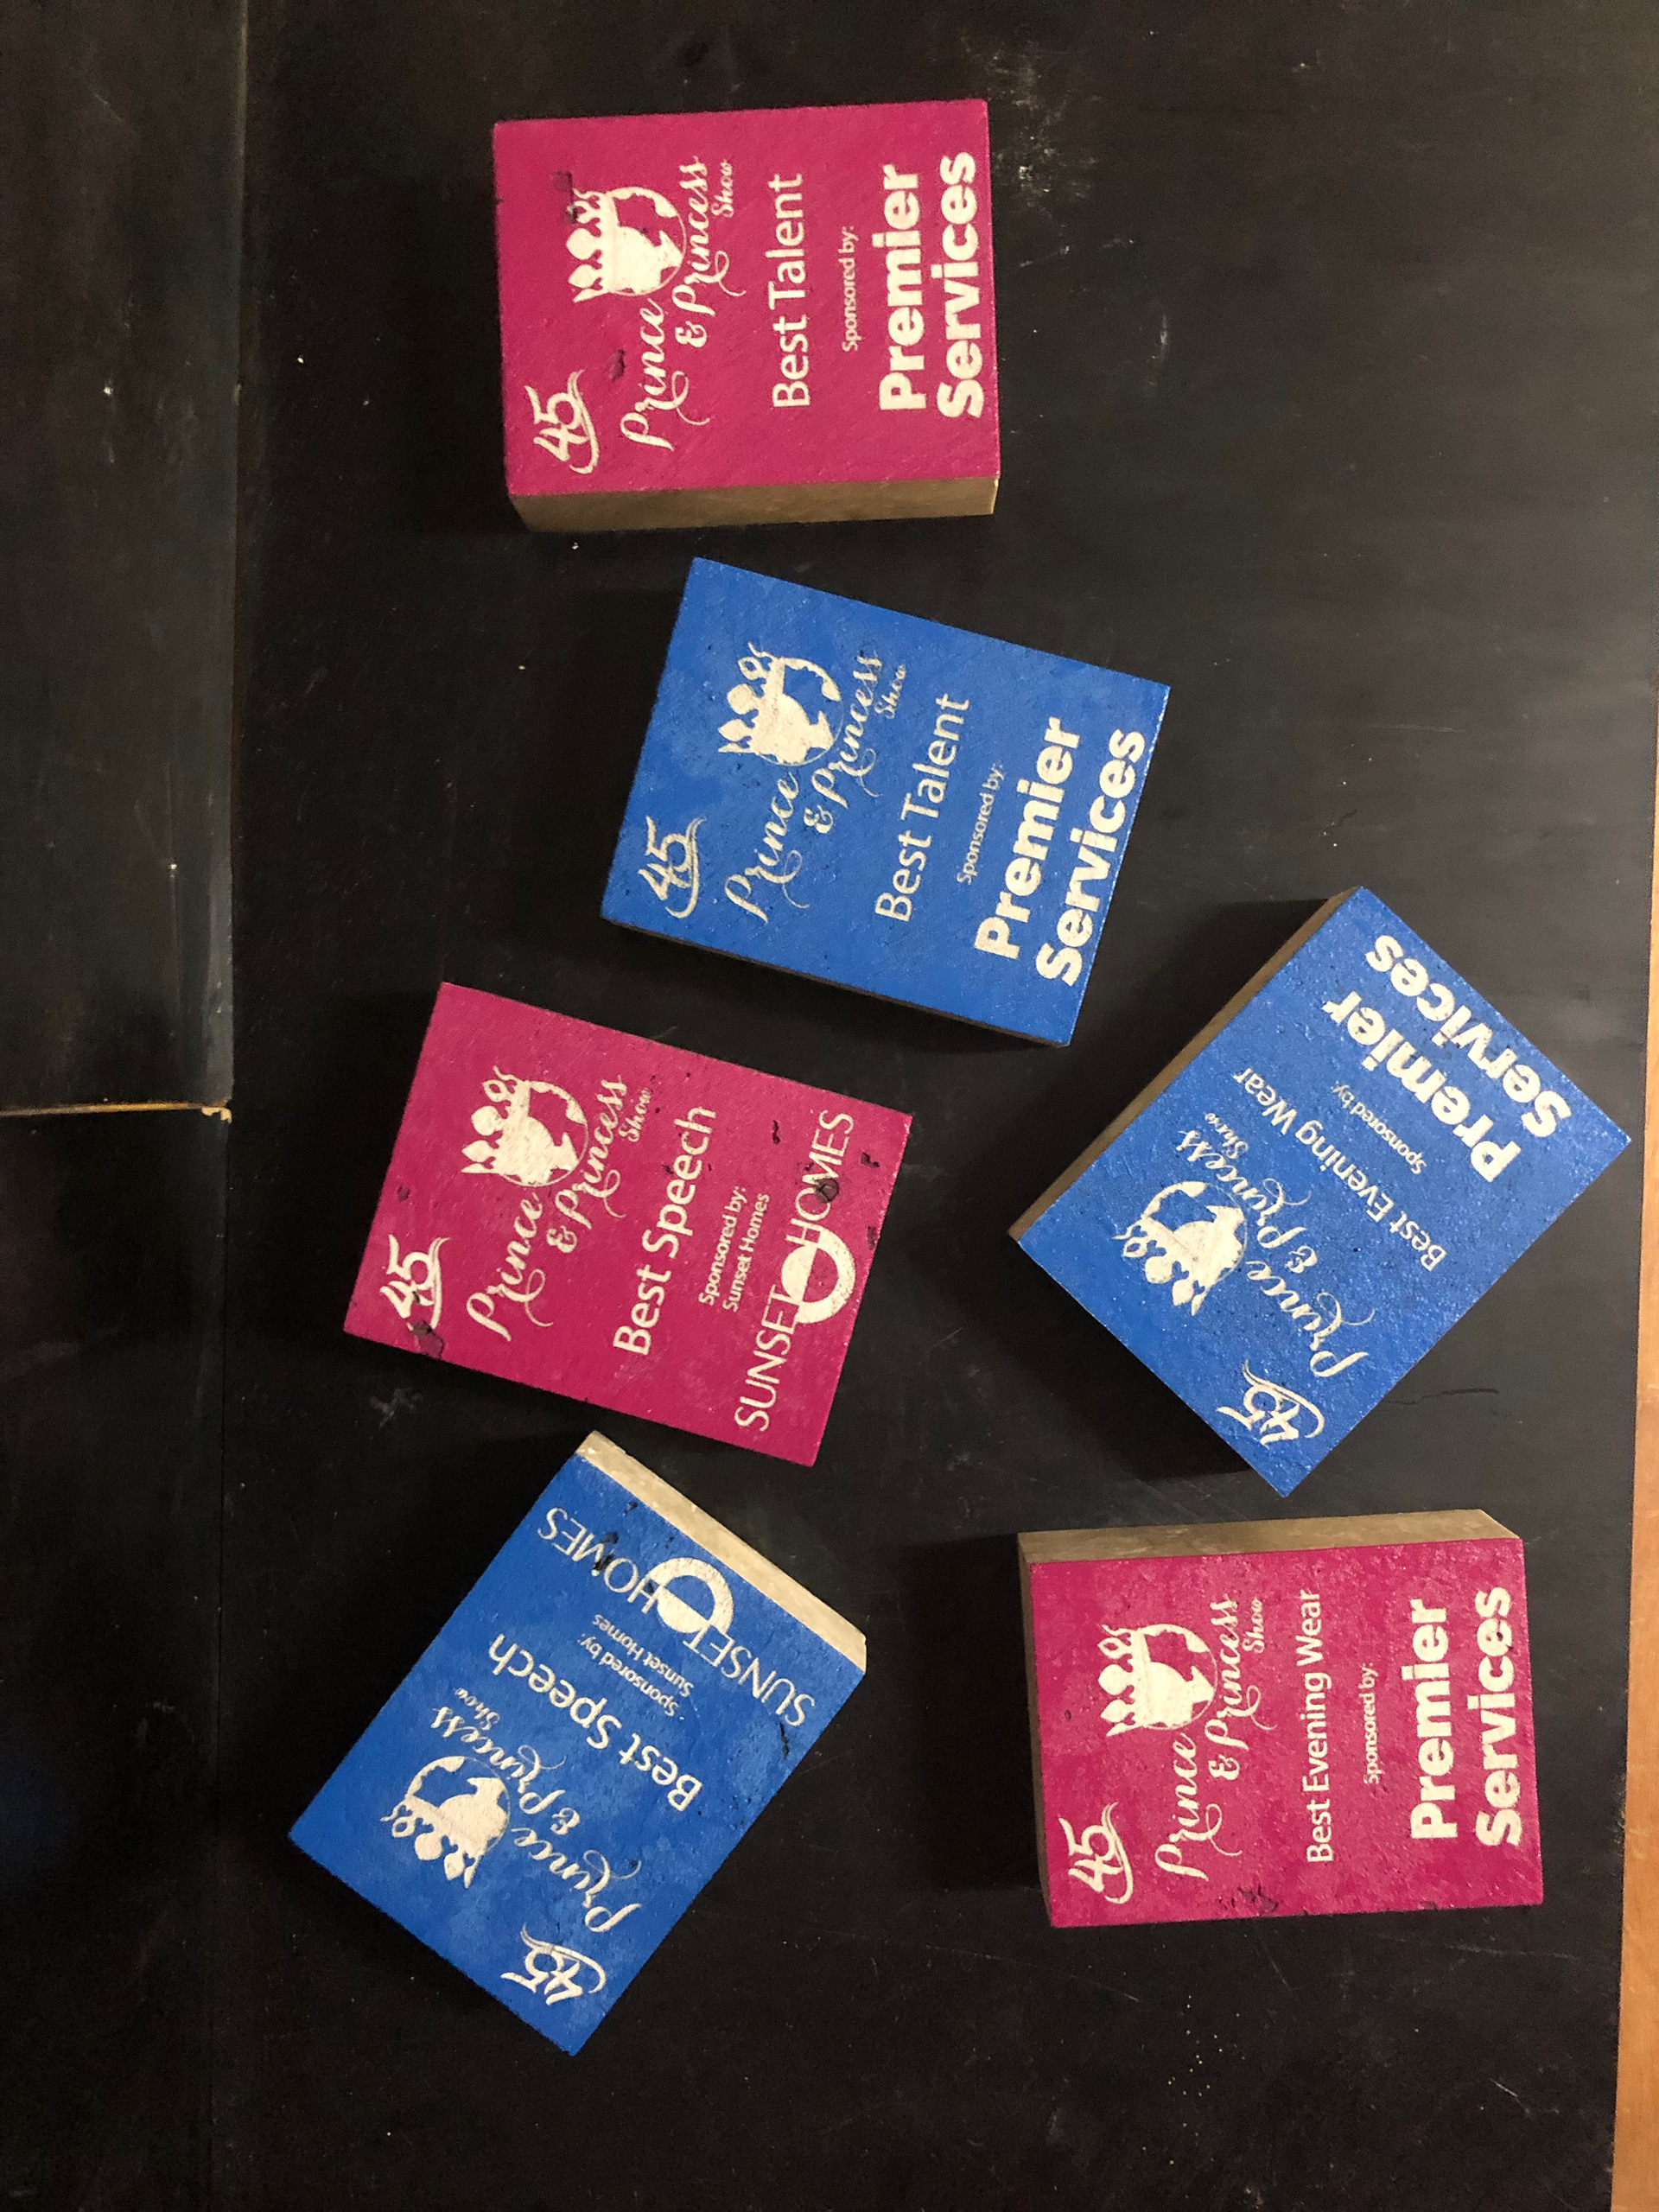 45
Prince
& Princess
Show
Best Talent
Sponsored by:
Premier
Services
45
Prince
& Princess
Show
Best Talent
Sponsored by:
Premier
Services
45
Prince
& Princess
Show
Best Speech
Sponsored by:
Sunset Homes
SUNSET HOMES
45
Prince
& Princess
Show
Best Evening Wear
Sponsored by:
Premier
Services
45
Prince
& Princess
Show
Best Speech
Sponsored by:
Sunset Homes
SUNSET HOMES
45
Prince
& Princess
Show
Best Evening Wear
Sponsored by:
Premier
Services